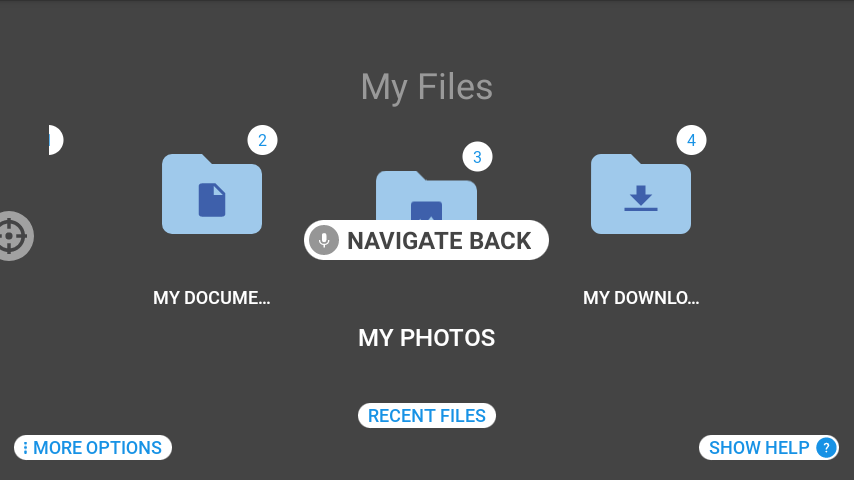 My Files
2
3
4
NAVIGATE BACK
MY DOCUME...
MY DOWNLO...
MY PHOTOS
RECENT FILES
MORE OPTIONS
SHOW HELP ?